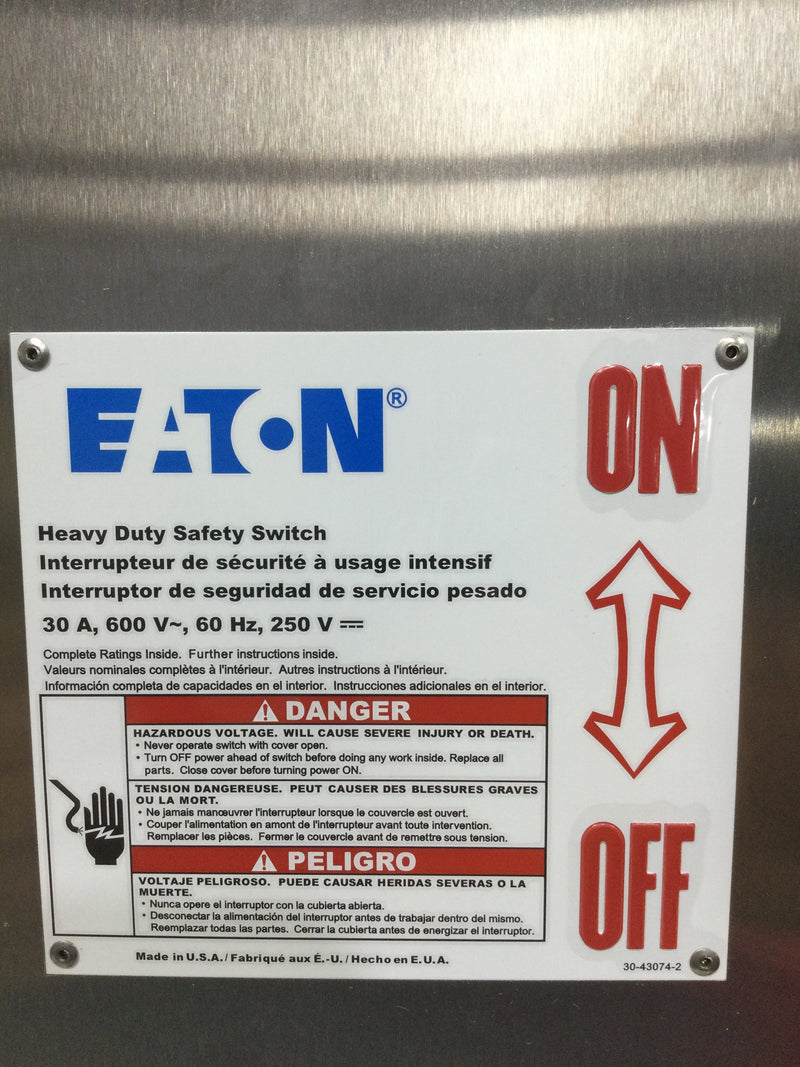 EATON®
ON
Heavy Duty Safety Switch
Interrupteur de sécurité à usage intensif
Interruptor de seguridad de servicio pesado
30 A, 600 V~, 60 Hz, 250 V ⎓
Complete Ratings Inside. Further instructions inside.
Valeurs nominales complètes à l'intérieur. Autres instructions à l'intérieur.
Información completa de capacidades en el interior. Instrucciones adicionales en el interior.
⚠ DANGER
HAZARDOUS VOLTAGE. WILL CAUSE SEVERE INJURY OR DEATH.
• Never operate switch with cover open.
• Turn OFF power ahead of switch before doing any work inside. Replace all
parts. Close cover before turning power ON.
TENSION DANGEREUSE. PEUT CAUSER DES BLESSURES GRAVES
OU LA MORT.
• Ne jamais manœuvrer l'interrupteur lorsque le couvercle est ouvert.
• Couper l'alimentation en amont de l'interrupteur avant toute intervention.
Remplacer les pièces. Fermer le couvercle avant de remettre sous tension.
⚠ PELIGRO
VOLTAJE PELIGROSO. PUEDE CAUSAR HERIDAS SEVERAS O LA
MUERTE.
• Nunca opere el interruptor con la cubierta abierta.
• Desconectar la alimentación del interruptor antes de trabajar dentro del mismo.
Reemplazar todas las partes. Cerrar la cubierta antes de energizar el interruptor.
OFF
Made in U.S.A. / Fabriqué aux É.-U. / Hecho en E.U.A.
30-43074-2